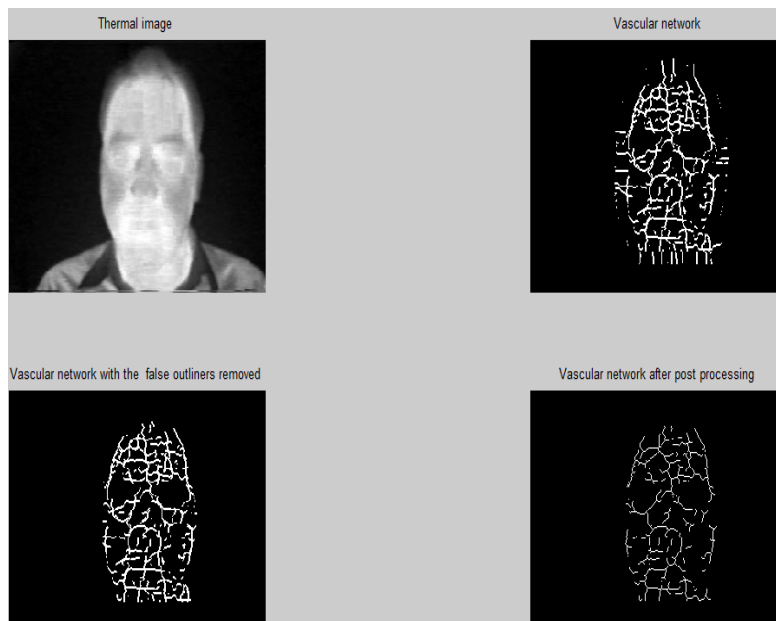 Thermal image
Vascular network
Vascular network with the  false outliners removed
Vascular network after post processing